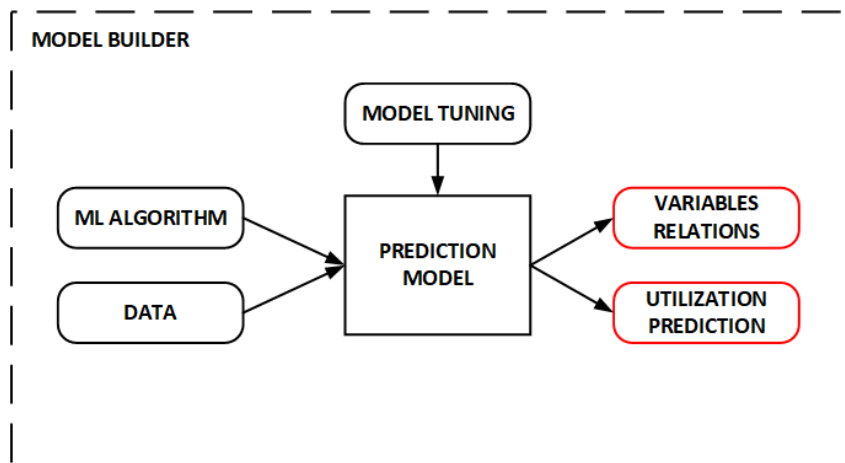 MODEL BUILDER
MODEL TUNING
ML ALGORITHM
DATA
PREDICTION
MODEL
VARIABLES
RELATIONS
UTILIZATION
PREDICTION